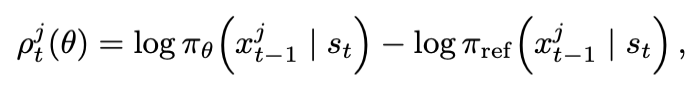 ρ_t^j(θ) = log π_θ(x_{t−1}^j | s_t) − log π_ref(x_{t−1}^j | s_t),